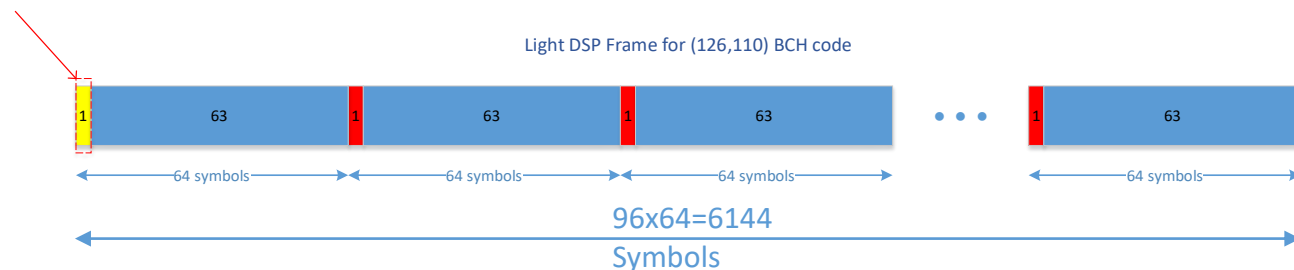 Light DSP Frame for (126,110) BCH code
1 63 1 63 1 63 1 63
64 symbols 64 symbols 64 symbols 64 symbols
96x64=6144
Symbols